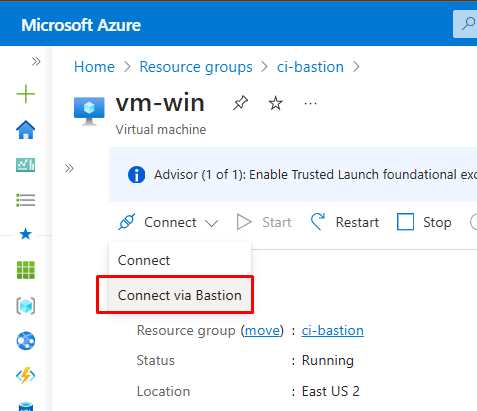 Microsoft Azure
Home > Resource groups > ci-bastion >
vm-win
Virtual machine
Advisor (1 of 1): Enable Trusted Launch foundational
Connect
Start
Restart
Stop
Connect
Connect via Bastion
Resource group (move) : ci-bastion
Status : Running
Location : East US 2